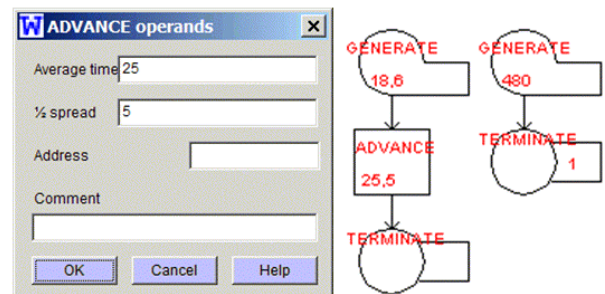 W ADVANCE operands
Average time 25
½ spread 5
Address
Comment
OK Cancel Help
GENERATE
18,6
ADVANCE
25,5
TERMINATE
GENERATE
480
TERMINATE
1